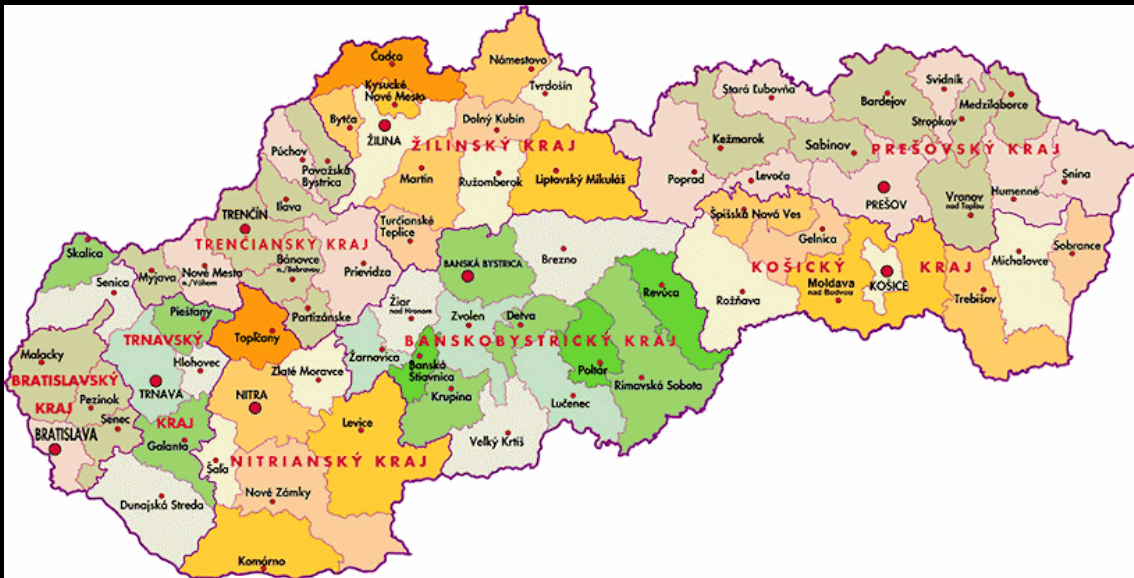 Čadca
Námestovo
Kysucké
Nové Mesto
Tvrdošín
Svidník
Stará Ľubovňa
Bardejov
Medzilaborce
Bytča
ŽILINA
Dolný Kubín
Stropkov
ŽILINSKÝ KRAJ
Kežmarok
Sabinov
PREŠOVSKÝ KRAJ
Púchov
Považská
Bystrica
Martin
Ružomberok
Liptovský Mikuláš
Poprad
Levoča
Snina
PREŠOV
Humenné
Vranov
nad Topľou
Ilava
TRENČÍN
Turčianské
Teplice
Špišská Nová Ves
Gelnica
TRENČIANSKY KRAJ
Skalica
Bánovce
n./Bebravou
Prievidza
BANSKÁ BYSTRICA
Brezno
Sobrance
Michalovce
KOŠICKÝ KRAJ
Myjava
Nové Mesto
n./Váhom
Senica
KOŠICE
Moldava
nad Bodvou
Rožňava
Revúca
Trebišov
Žiar
nad Hronom
Piešťany
Partizánske
Zvolen
Detva
Topľčany
TRNAVSKÝ
BANSKOBYSTRICKÝ KRAJ
Malacky
Hlohovec
Žarnovica
Banská
Štiavnica
Zlaté Moravce
Poltár
Rimavská Sobota
BRATISLAVSKÝ
KRAJ
TRNAVA
NITRA
Krupina
Lučenec
Pezinok
Senec
KRAJ
Levice
BRATISLAVA
Galanta
Veľký Krtíš
Šaľa
NITRIANSKÝ KRAJ
Dunajská Streda
Nové Zámky
Komárno